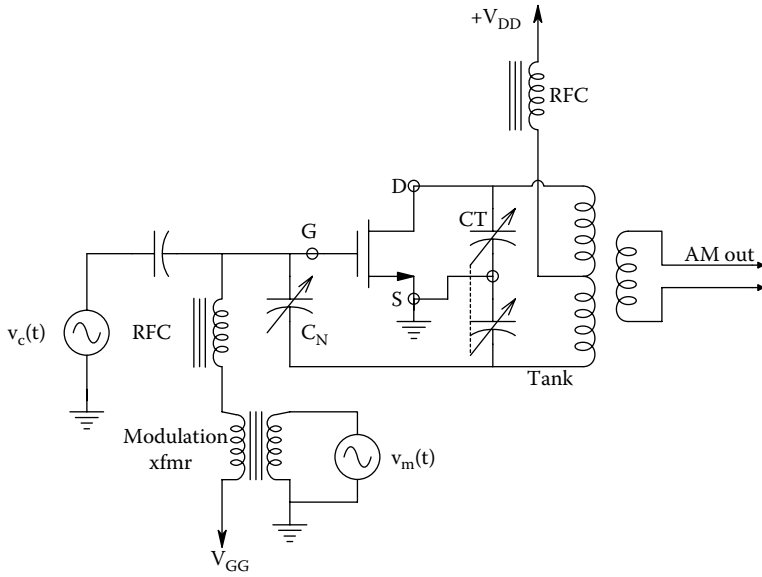 +V_DD
RFC
D
CT
G
AM out
S
v_c(t)
RFC
C_N
Tank
Modulation
xfmr
v_m(t)
V_GG